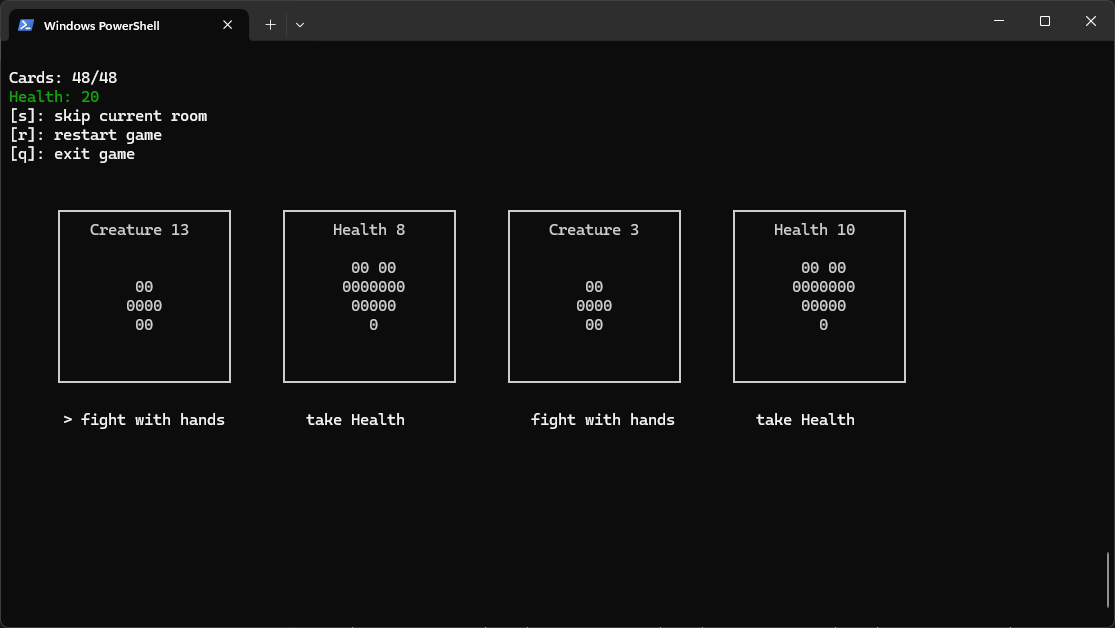 Windows PowerShell
Cards: 48/48
Health: 20
[s]: skip current room
[r]: restart game
[q]: exit game
Creature 13 Health 8 Creature 3 Health 10
00 00 00 00
00 0000000 00 0000000
0000 00000 0000 00000
00 0 00 0
> fight with hands take Health fight with hands take Health